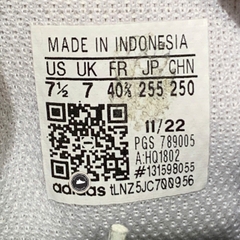 MADE IN INDONESIA
US UK FR JP CHN
7½ 7 40⅔ 255 250
11/22
PGS 789005
A:HQ1802
#131598055
adidas tLNZ5JC700956